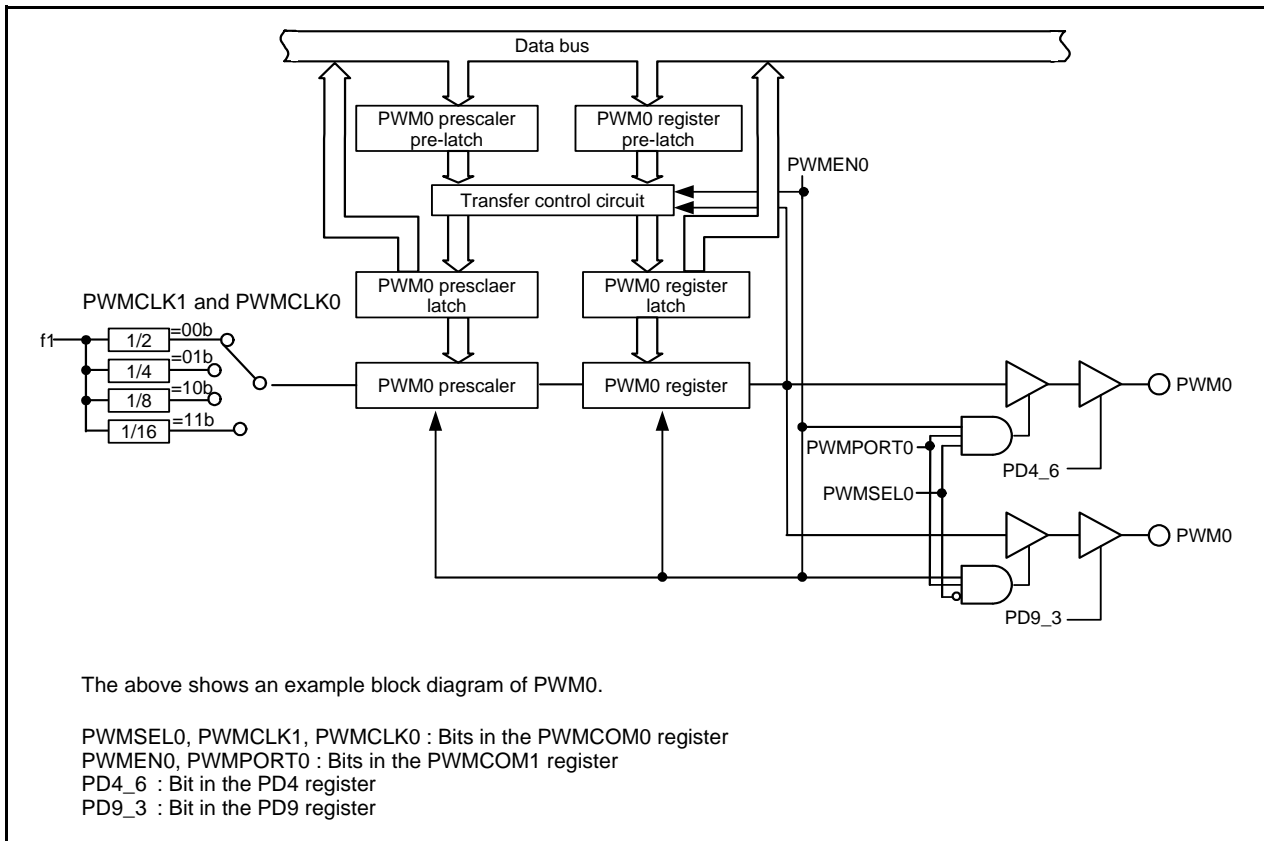 Data bus
PWM0 prescaler
pre-latch
PWM0 register
pre-latch
PWMEN0
Transfer control circuit
PWM0 presclaer
latch
PWM0 register
latch
PWMCLK1 and PWMCLK0
f1
1/2
=00b
1/4
=01b
1/8
=10b
1/16
=11b
PWM0 prescaler
PWM0 register
PWM0
PWMPORT0
PD4_6
PWMSEL0
PWM0
PD9_3
The above shows an example block diagram of PWM0.
PWMSEL0, PWMCLK1, PWMCLK0 : Bits in the PWMCOM0 register
PWMEN0, PWMPORT0 : Bits in the PWMCOM1 register
PD4_6 : Bit in the PD4 register
PD9_3 : Bit in the PD9 register